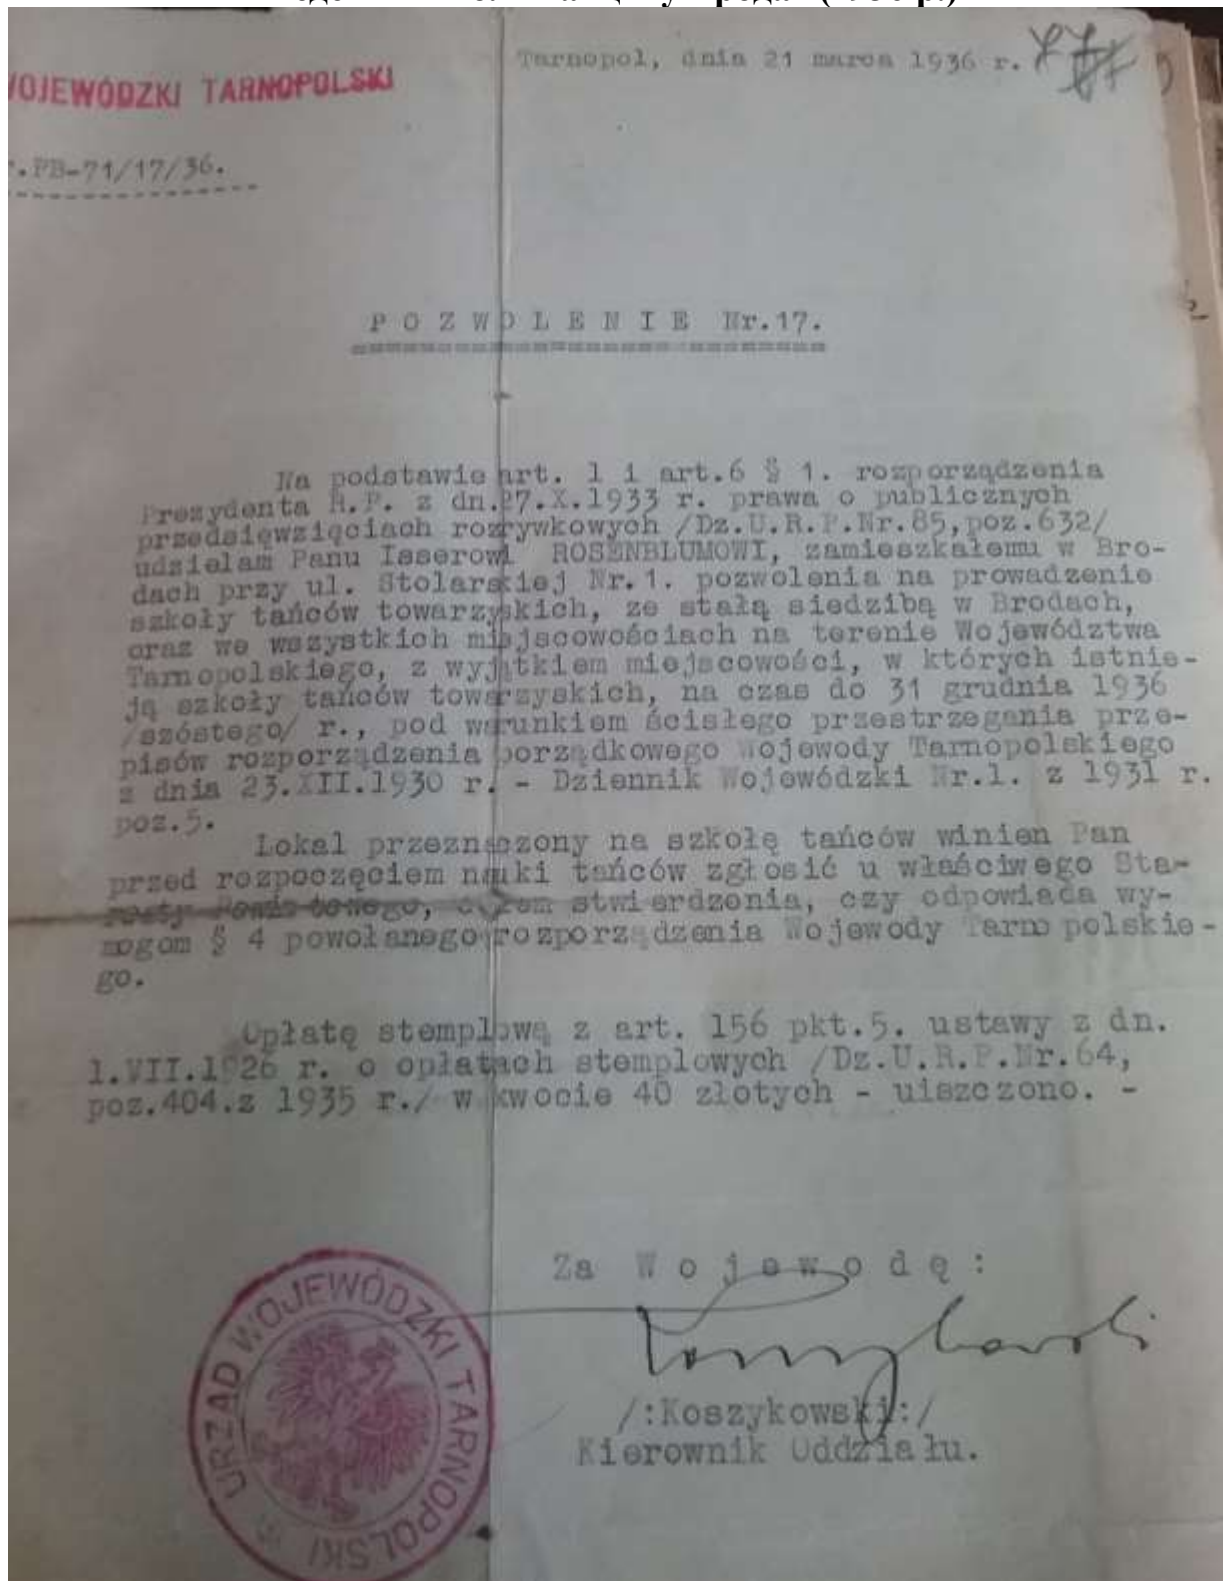 Tarnopol, dnia 21 marca 1936 r.
WOJEWÓDZKI TARNOPOLSKI
.PB-71/17/36.
POZWOLENIE Nr.17.
Na podstawie art. 1 i art.6 § 1. rozporządzenia
Prezydenta R.P. z dn.27.X.1933 r. prawa o publicznych
przedsięwzięciach rozrywkowych /Dz.U.R.P.Nr.85,poz.632/
udzielam Panu Isserowi ROSENBLUMOWI, zamieszkałemu w Bro-
dach przy ul. Stolarskiej Nr.1. pozwolenia na prowadzenie
szkoły tańców towarzyskich, ze stałą siedzibą w Brodach,
oraz we wszystkich miejscowościach na terenie Województwa
Tarnopolskiego, z wyjątkiem miejscowości, w których istnie-
ją szkoły tańców towarzyskich, na czas do 31 grudnia 1936
/szóstego/ r., pod warunkiem ścisłego przestrzegania prze-
pisów rozporządzenia porządkowego Wojewody Tarnopolskiego
z dnia 23.XII.1930 r. - Dziennik Wojewódzki Nr.1. z 1931 r.
poz.5.
Lokal przeznaczony na szkołę tańców winien Pan
przed rozpoczęciem nauki tańców zgłosić u właściwego Sta-
rosty Powiatowego, celem stwierdzenia, czy odpowiada wy-
mogom § 4 powołanego rozporządzenia Wojewody Tarnopolskie-
go.
Opłatę stemplową z art. 156 pkt.5. ustawy z dn.
1.VII.1926 r. o opłatach stemplowych /Dz.U.R.P.Nr.64,
poz.404.z 1935 r./ w kwocie 40 złotych - uiszczono. -
Za Wojewodę:
/:Koszykowski:/
Kierownik Oddziału.
URZĄD WOJEWÓDZKI TARNOPOLSKI